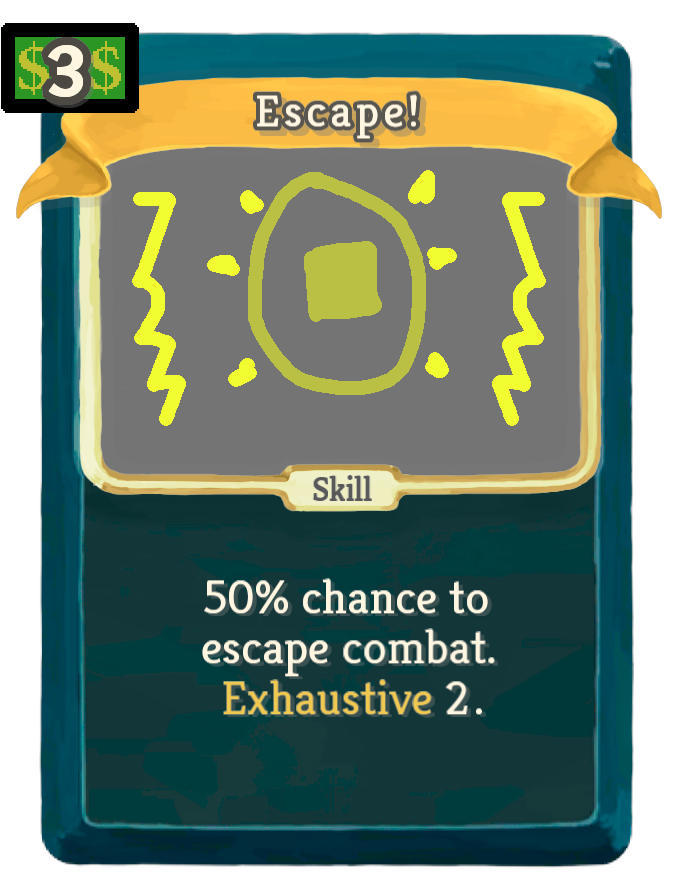 $3$
Escape!
Skill
50% chance to
escape combat.
Exhaustive 2.